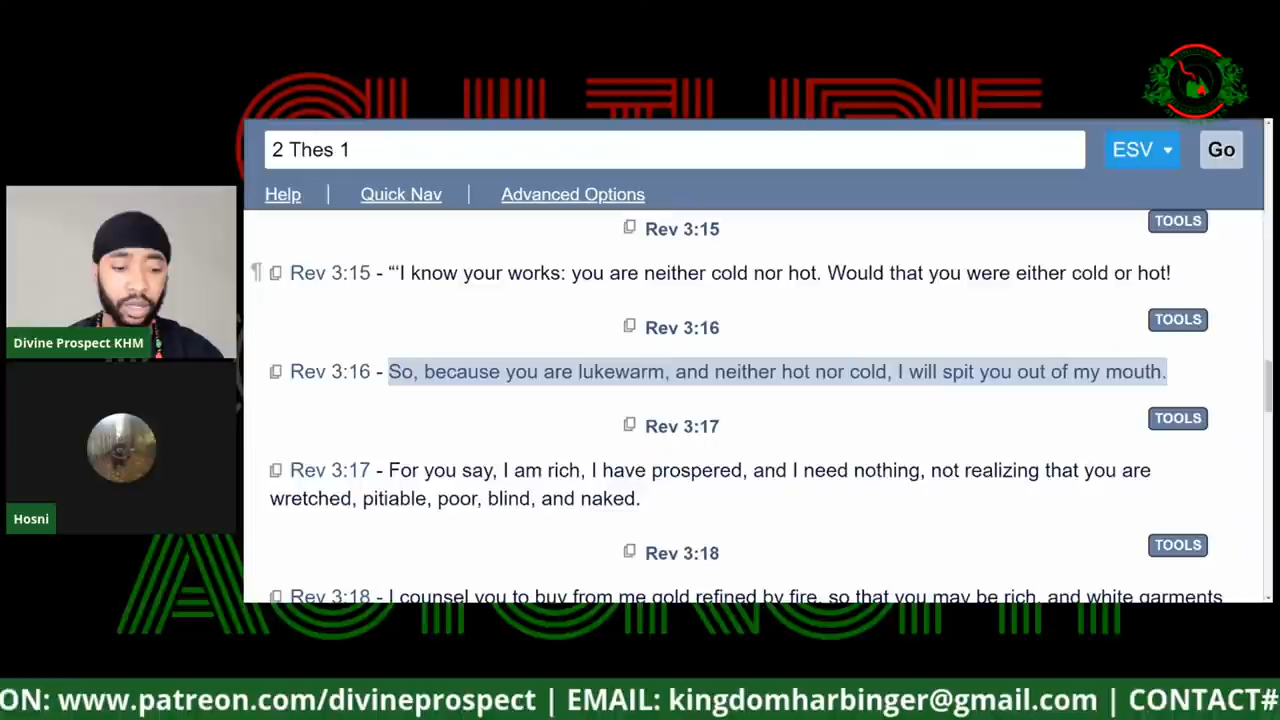 2 Thes 1
ESV
Go
Help | Quick Nav | Advanced Options
Rev 3:15
TOOLS
¶ Rev 3:15 - “‘I know your works: you are neither cold nor hot. Would that you were either cold or hot!
Rev 3:16
TOOLS
Rev 3:16 - So, because you are lukewarm, and neither hot nor cold, I will spit you out of my mouth.
Rev 3:17
TOOLS
Rev 3:17 - For you say, I am rich, I have prospered, and I need nothing, not realizing that you are
wretched, pitiable, poor, blind, and naked.
Rev 3:18
TOOLS
Rev 3:18 - I counsel you to buy from me gold refined by fire, so that you may be rich, and white garments
Divine Prospect KHM
Hosni
ON: www.patreon.com/divineprospect | EMAIL: kingdomharbinger@gmail.com | CONTACT#